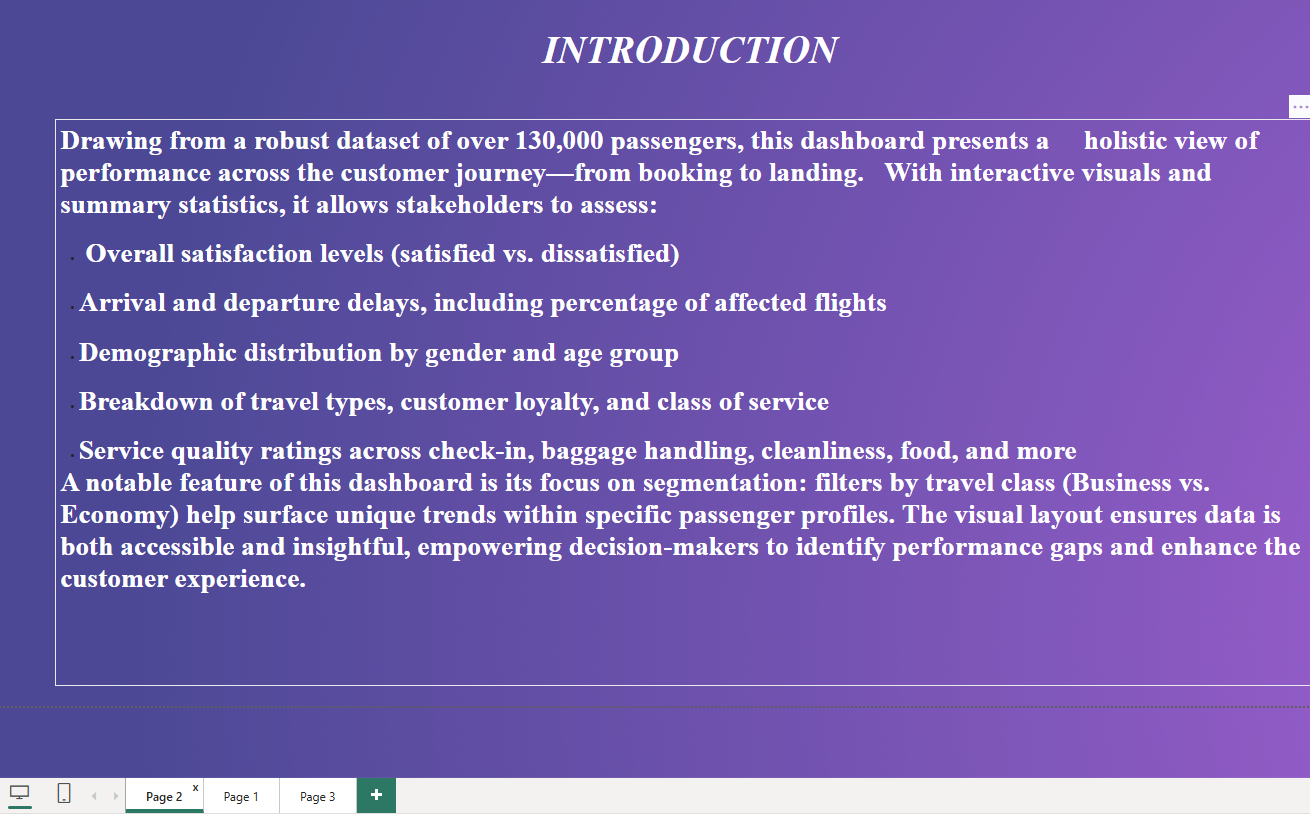 INTRODUCTION
Drawing from a robust dataset of over 130,000 passengers, this dashboard presents a holistic view of
performance across the customer journey—from booking to landing. With interactive visuals and
summary statistics, it allows stakeholders to assess:
· Overall satisfaction levels (satisfied vs. dissatisfied)
· Arrival and departure delays, including percentage of affected flights
· Demographic distribution by gender and age group
· Breakdown of travel types, customer loyalty, and class of service
· Service quality ratings across check-in, baggage handling, cleanliness, food, and more
A notable feature of this dashboard is its focus on segmentation: filters by travel class (Business vs.
Economy) help surface unique trends within specific passenger profiles. The visual layout ensures data is
both accessible and insightful, empowering decision-makers to identify performance gaps and enhance the
customer experience.
Page 2 x Page 1 Page 3 +